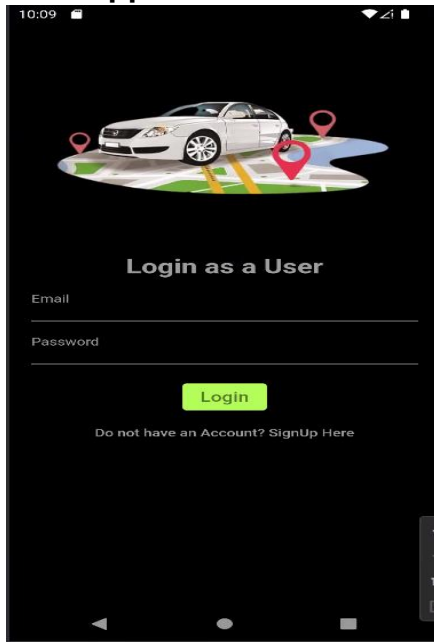 10:09
Login as a User
Email
Password
Login
Do not have an Account? SignUp Here